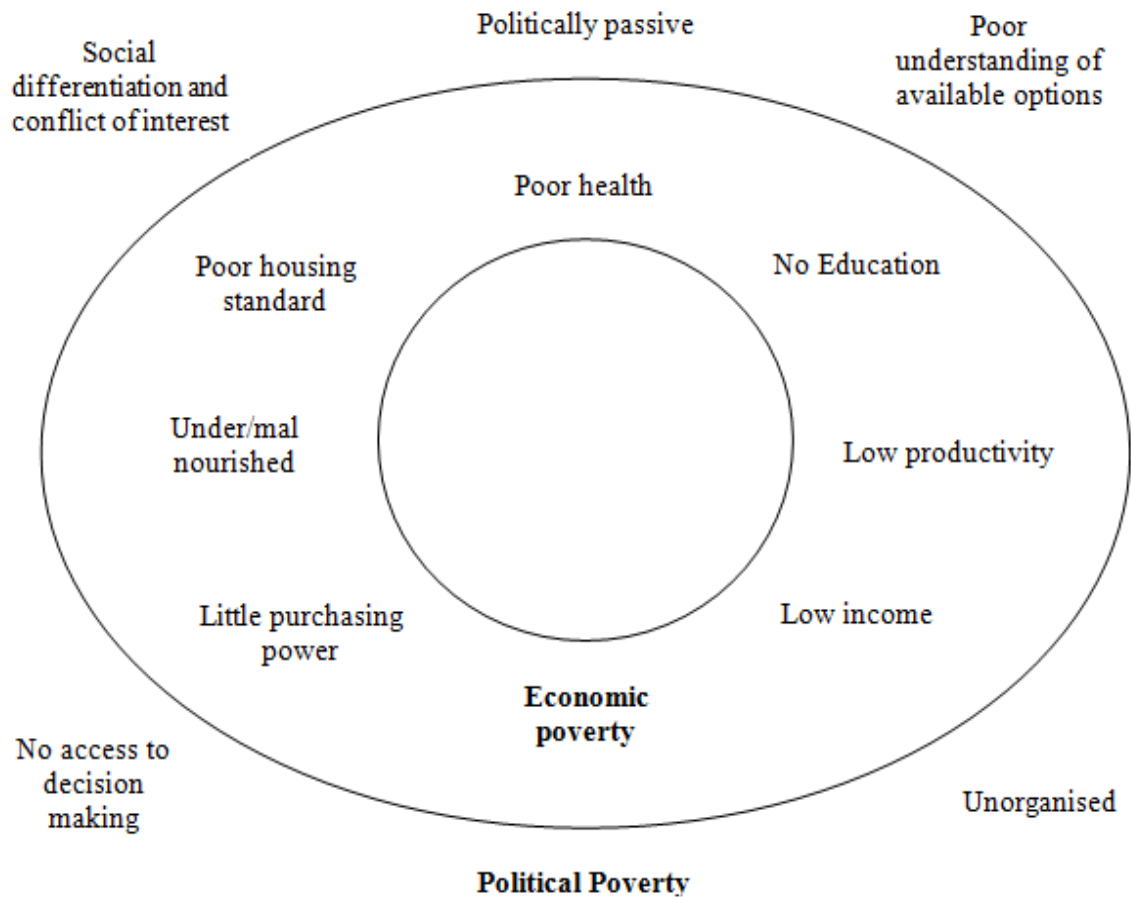 Politically passive
Social
differentiation and
conflict of interest
Poor
understanding of
available options
Poor health
Poor housing
standard
No Education
Under/mal
nourished
Low productivity
Little purchasing
power
Low income
Economic
poverty
No access to
decision
making
Unorganised
Political Poverty